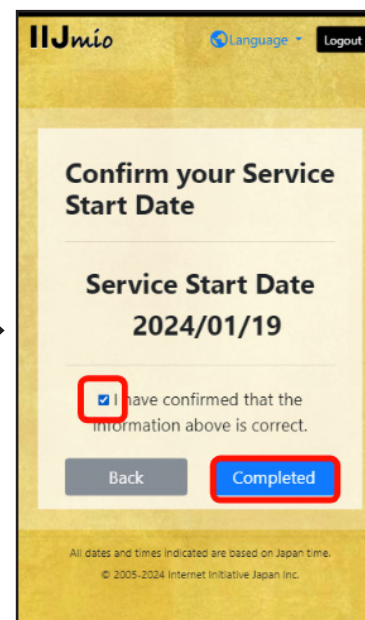 IIJmio Language Logout
Confirm your Service
Start Date
Service Start Date
2024/01/19
I have confirmed that the
information above is correct.
Back Completed
All dates and times indicated are based on Japan time.
© 2005-2024 Internet Initiative Japan Inc.